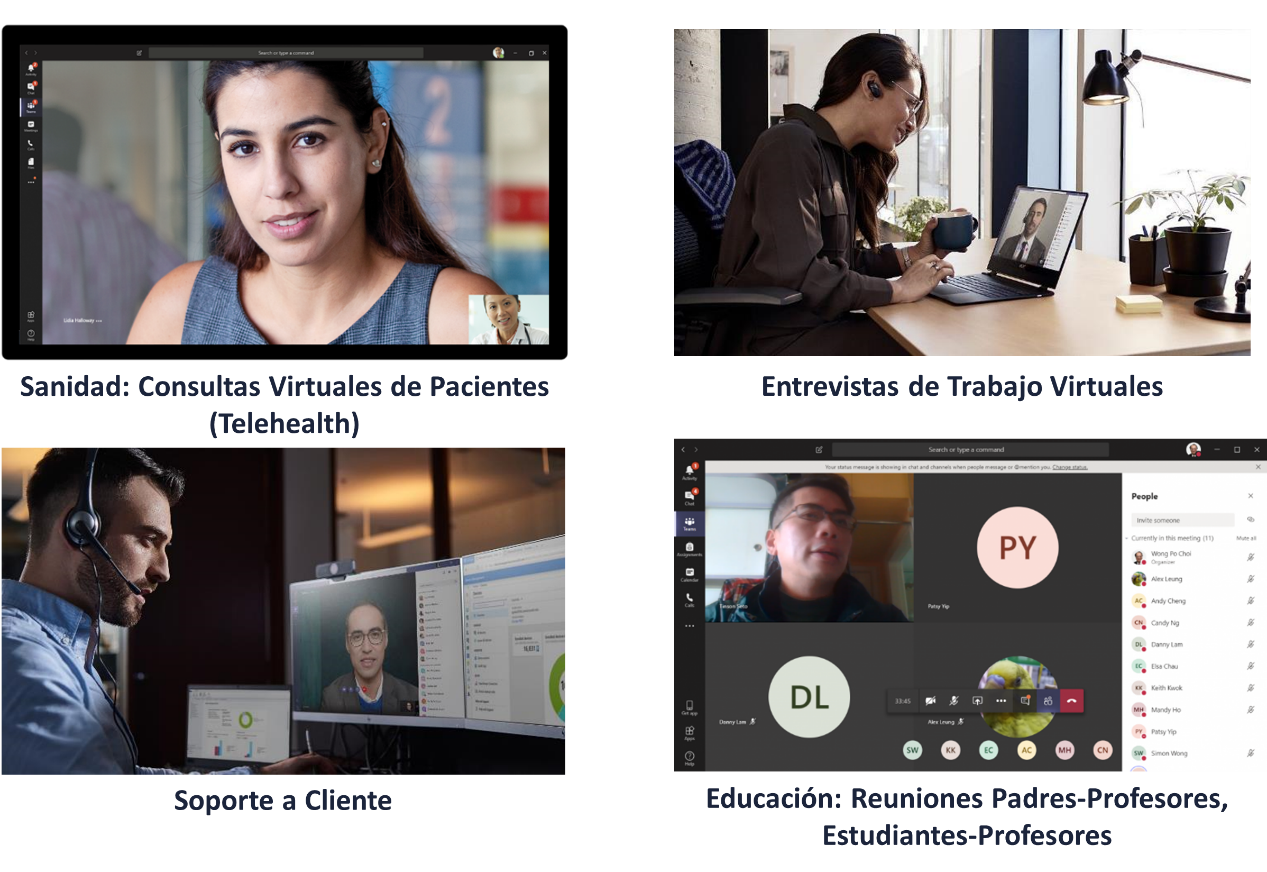 Search or type a command
Activity
Chat
Teams
Meetings
Calls
Files
Help
Lidia Holloway
Sanidad: Consultas Virtuales de Pacientes
(Telehealth)
Entrevistas de Trabajo Virtuales
Soporte a Cliente
Search or type a command
Your status message is showing in chat and channels when people message or @mention you. Change status.
Activity
Chat
Teams
Assignments
Calendar
Calls
Get app
Apps
Help
PY
Patsy Yip
DL
Danny Lam
Alex Leung
33:45
SW KK EC AC MH CN
People
Invite someone
Currently in this meeting (11) Mute all
Wong Po Choi
Organizer
Alex Leung
AC Andy Cheng
CN Candy Ng
DL Danny Lam
EC Elsa Chau
KK Keith Kwok
MH Mandy Ho
PY Patsy Yip
SW Simon Wong
Educación: Reuniones Padres-Profesores,
Estudiantes-Profesores